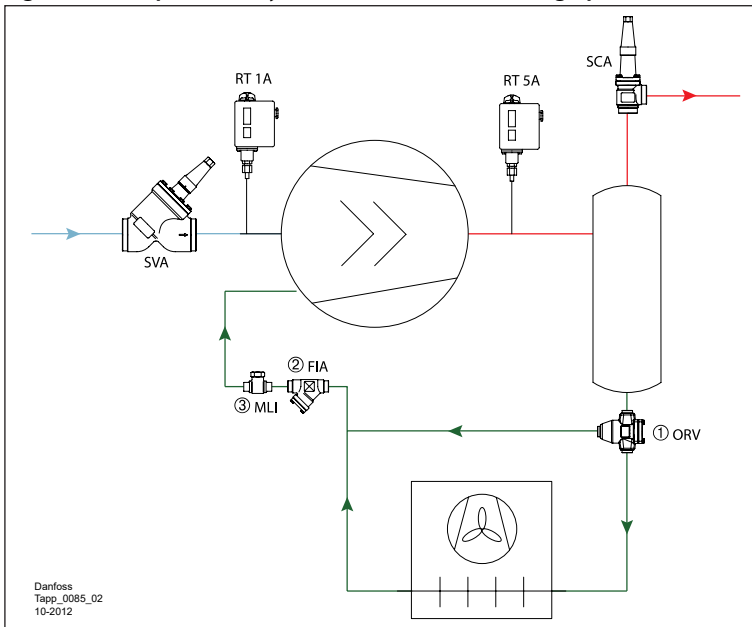 RT 1A
RT 5A
SCA
SVA
② FIA
③ MLI
① ORV
Danfoss
Tapp_0085_02
10-2012